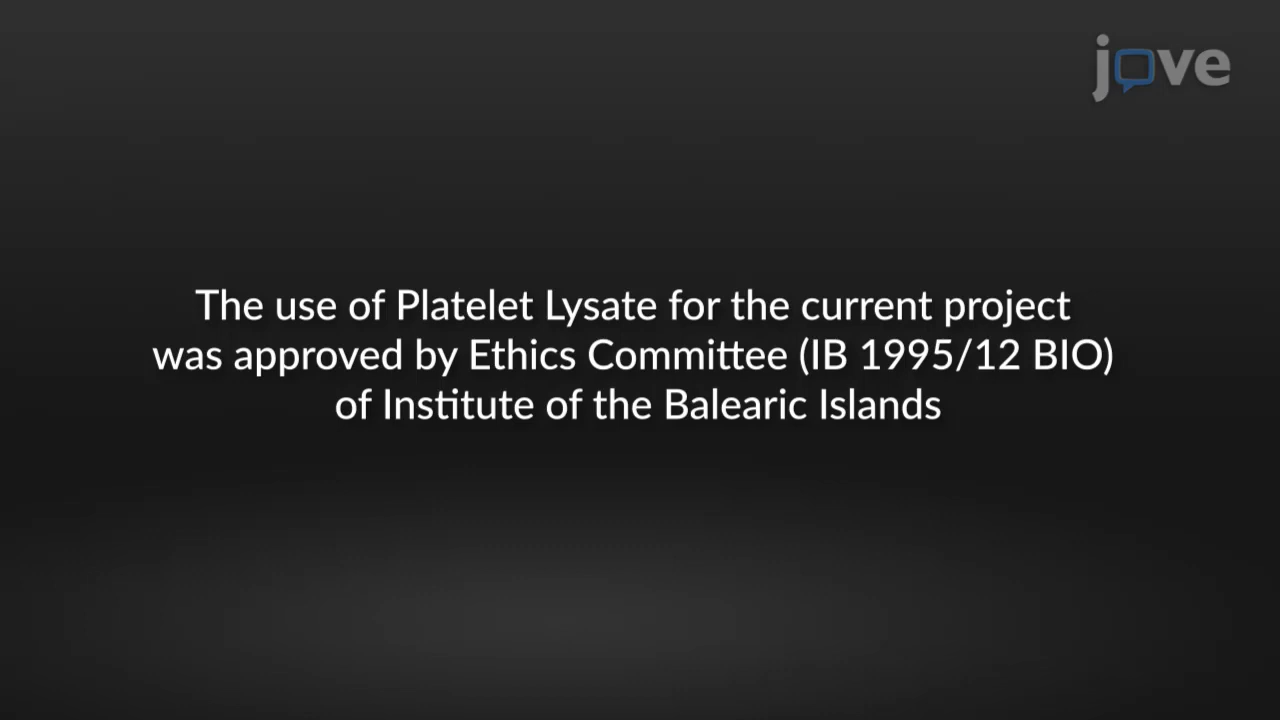 jove
The use of Platelet Lysate for the current project
was approved by Ethics Committee (IB 1995/12 BIO)
of Institute of the Balearic Islands